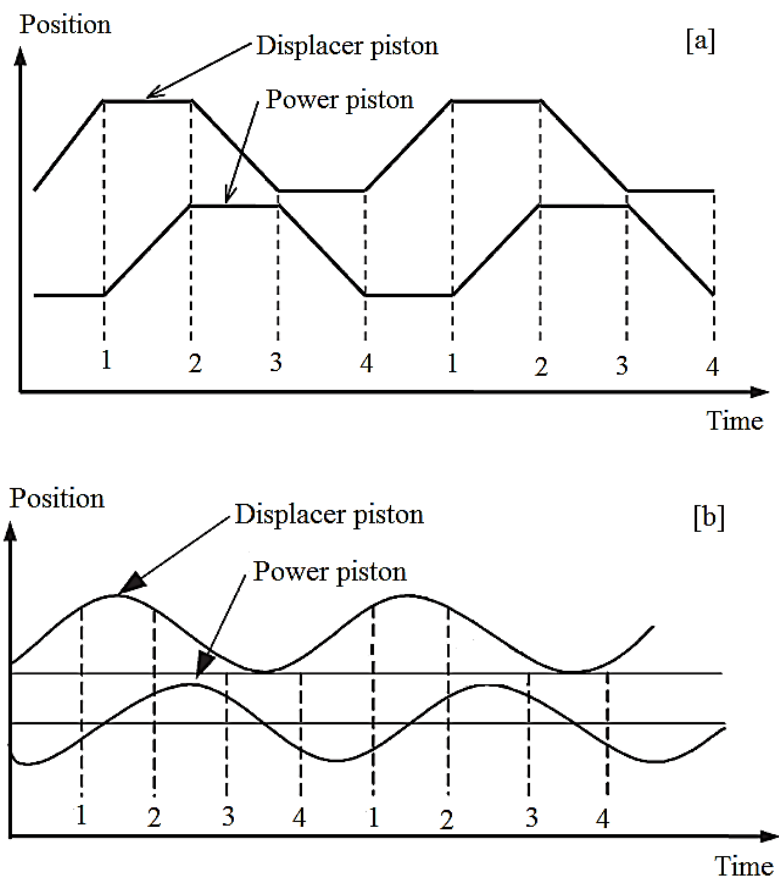 Position
[a]
Displacer piston
Power piston
1 2 3 4 1 2 3 4
Time
Position
[b]
Displacer piston
Power piston
1 2 3 4 1 2 3 4
Time